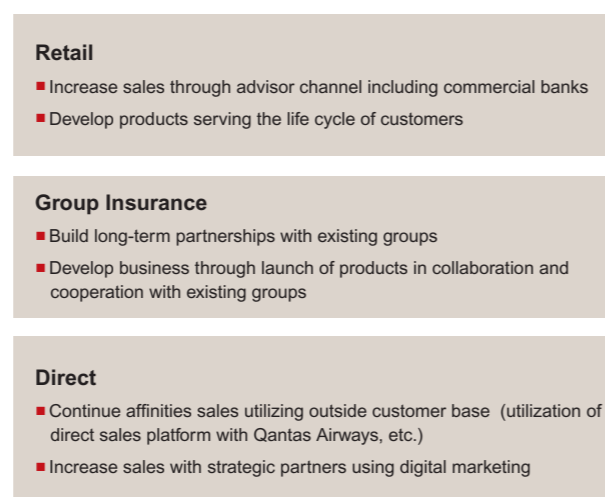 Retail
■ Increase sales through advisor channel including commercial banks
■ Develop products serving the life cycle of customers
Group Insurance
■ Build long-term partnerships with existing groups
■ Develop business through launch of products in collaboration and
cooperation with existing groups
Direct
■ Continue affinities sales utilizing outside customer base  (utilization of
direct sales platform with Qantas Airways, etc.)
■ Increase sales with strategic partners using digital marketing